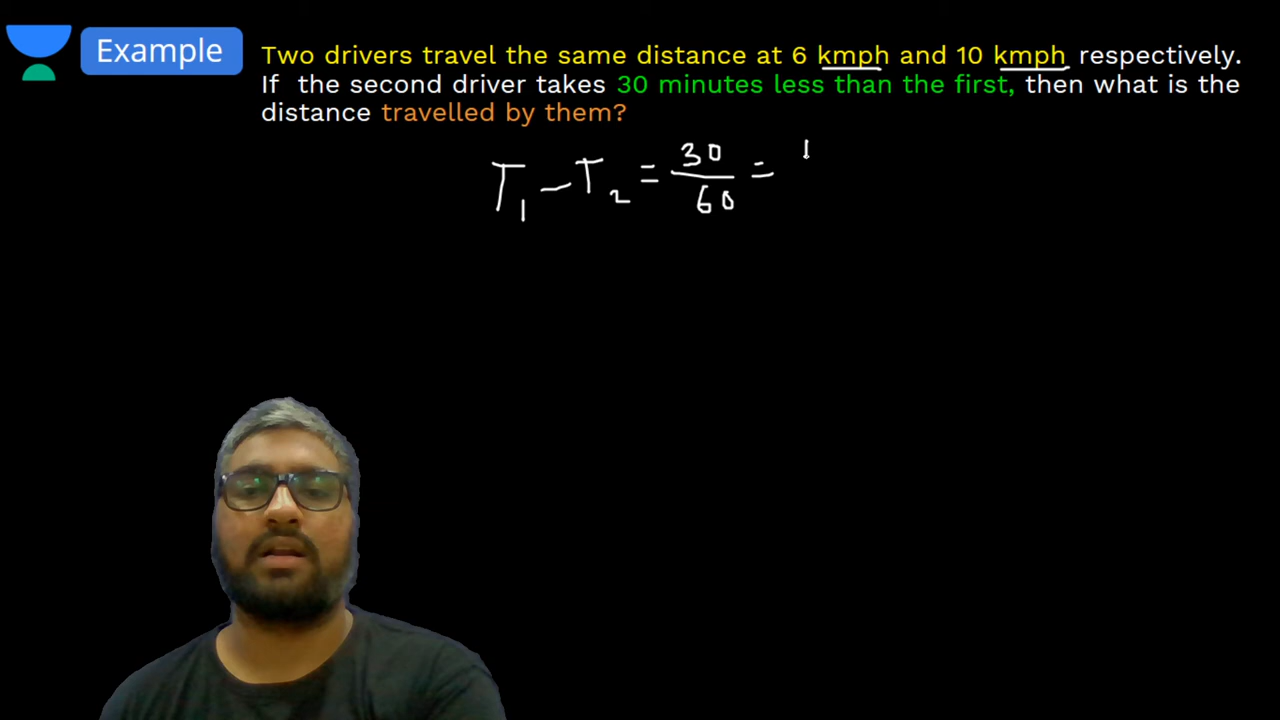 Example
Two drivers travel the same distance at 6 kmph and 10 kmph respectively.
If the second driver takes 30 minutes less than the first, then what is the
distance travelled by them?
T₁ – T₂ = 30/60 = 1